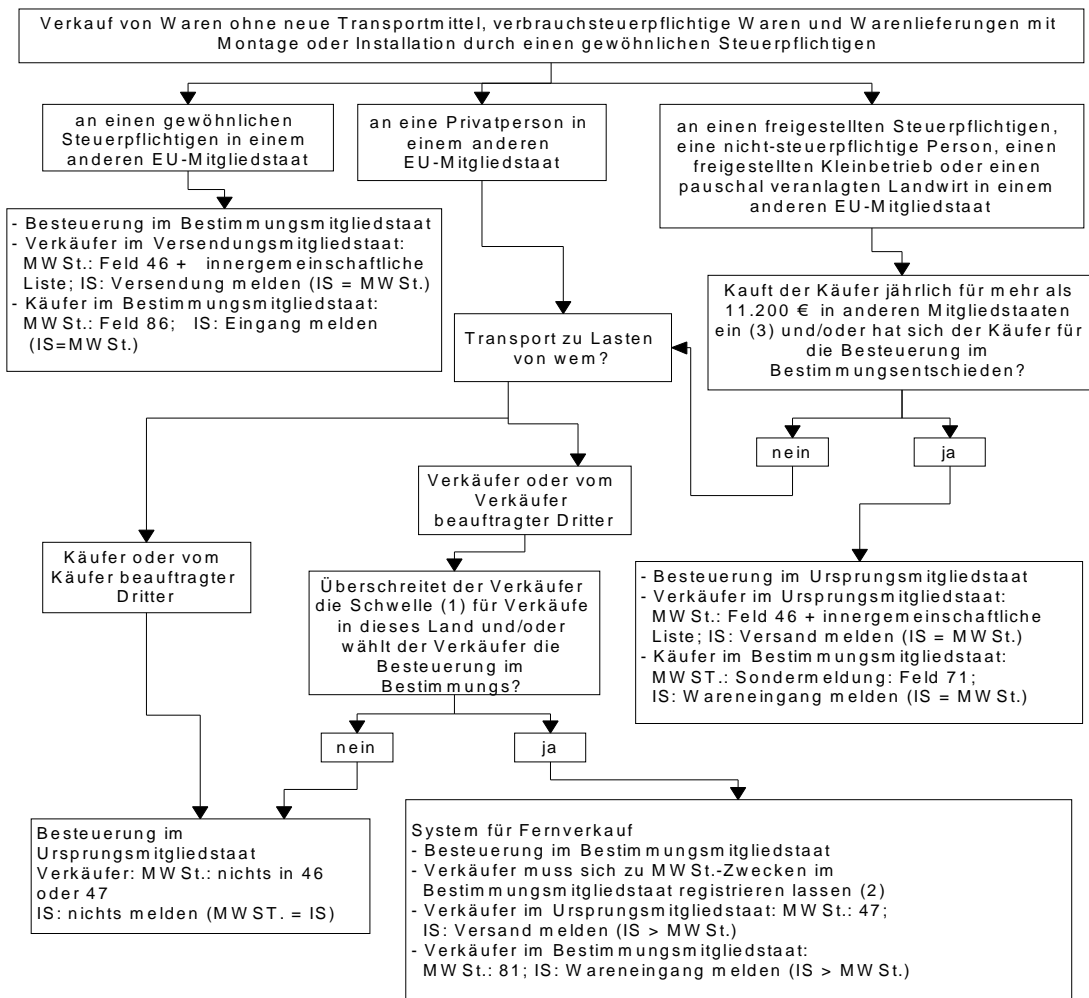 Verkauf von Waren ohne neue Transportmittel, verbrauchsteuerpflichtige Waren und Warenlieferungen mit
Montage oder Installation durch einen gewöhnlichen Steuerpflichtigen
an einen gewöhnlichen
Steuerpflichtigen in einem
anderen EU-Mitgliedstaat
an eine Privatperson in
einem anderen
EU-Mitgliedstaat
an einen freigestellten Steuerpflichtigen,
eine nicht-steuerpflichtige Person, einen
freigestellten Kleinbetrieb oder einen
pauschal veranlagten Landwirt in einem
anderen EU-Mitgliedstaat
- Besteuerung im Bestimmungsmitgliedstaat
- Verkäufer im Versendungsmitgliedstaat:
MWSt.: Feld 46 + innergemeinschaftliche
Liste; IS: Versendung melden (IS = MWSt.)
- Käufer im Bestimmungsmitgliedstaat:
MWSt.: Feld 86; IS: Eingang melden
(IS=MWSt.)
Transport zu Lasten
von wem?
Kauft der Käufer jährlich für mehr als
11.200 € in anderen Mitgliedstaaten
ein (3) und/oder hat sich der Käufer für
die Besteuerung im
Bestimmungsentschieden?
nein
ja
Verkäufer oder vom
Verkäufer
beauftragter Dritter
Käufer oder vom
Käufer beauftragter
Dritter
Überschreitet der Verkäufer
die Schwelle (1) für Verkäufe
in dieses Land und/oder
wählt der Verkäufer die
Besteuerung im
Bestimmungs?
- Besteuerung im Ursprungsmitgliedstaat
- Verkäufer im Ursprungsmitgliedstaat:
MWSt.: Feld 46 + innergemeinschaftliche
Liste; IS: Versand melden (IS = MWSt.)
- Käufer im Bestimmungsmitgliedstaat:
MWST.: Sondermeldung: Feld 71;
IS: Wareneingang melden (IS = MWSt.)
nein
ja
Besteuerung im
Ursprungsmitgliedstaat
Verkäufer: MWSt.: nichts in 46
oder 47
IS: nichts melden (MWST. = IS)
System für Fernverkauf
- Besteuerung im Bestimmungsmitgliedstaat
- Verkäufer muss sich zu MWSt.-Zwecken im
Bestimmungsmitgliedstaat registrieren lassen (2)
- Verkäufer im Ursprungsmitgliedstaat: MWSt.: 47;
IS: Versand melden (IS > MWSt.)
- Verkäufer im Bestimmungsmitgliedstaat:
MWSt.: 81; IS: Wareneingang melden (IS > MWSt.)